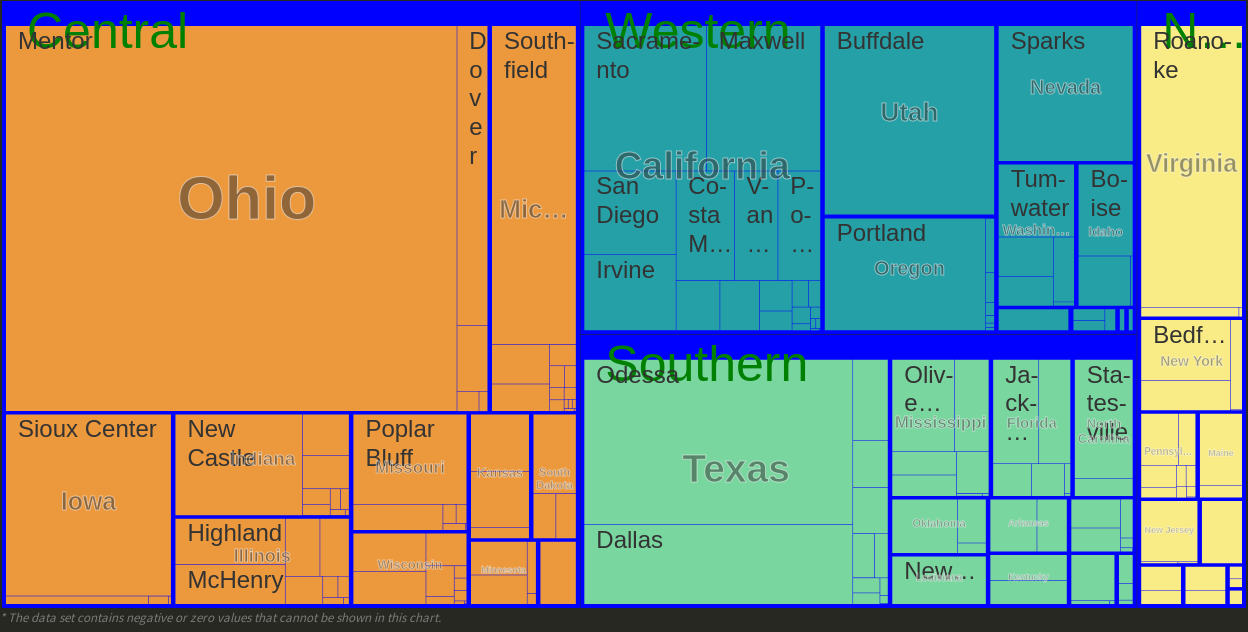 Central
Mentor
D
o
v
e
r
South-
field
Ohio
Mic...
Sioux Center
Iowa
New
Castle
Indiana
Highland
Illinois
McHenry
Poplar
Bluff
Missouri
Wisconsin
Kansas
South
Dakota
Minnesota
Western
Sacrame-
nto
Maxwell
California
San
Diego
Irvine
Co-
sta
M...
V-
an
...
P-
o-
...
Buffdale
Utah
Portland
Oregon
Sparks
Nevada
Tum-
water
Washin...
Bo-
ise
Idaho
Southern
Odessa
Texas
Dallas
Oliv-
e...
Mississippi
Ja-
ck-
...
Florida
Sta-
tes-
ville
North
Carolina
Oklahoma
Arkansas
New...
Kentucky
N...
Roano-
ke
Virginia
Bedf...
New York
Pennsyl...
Maine
New Jersey
* The data set contains negative or zero values that cannot be shown in this chart.